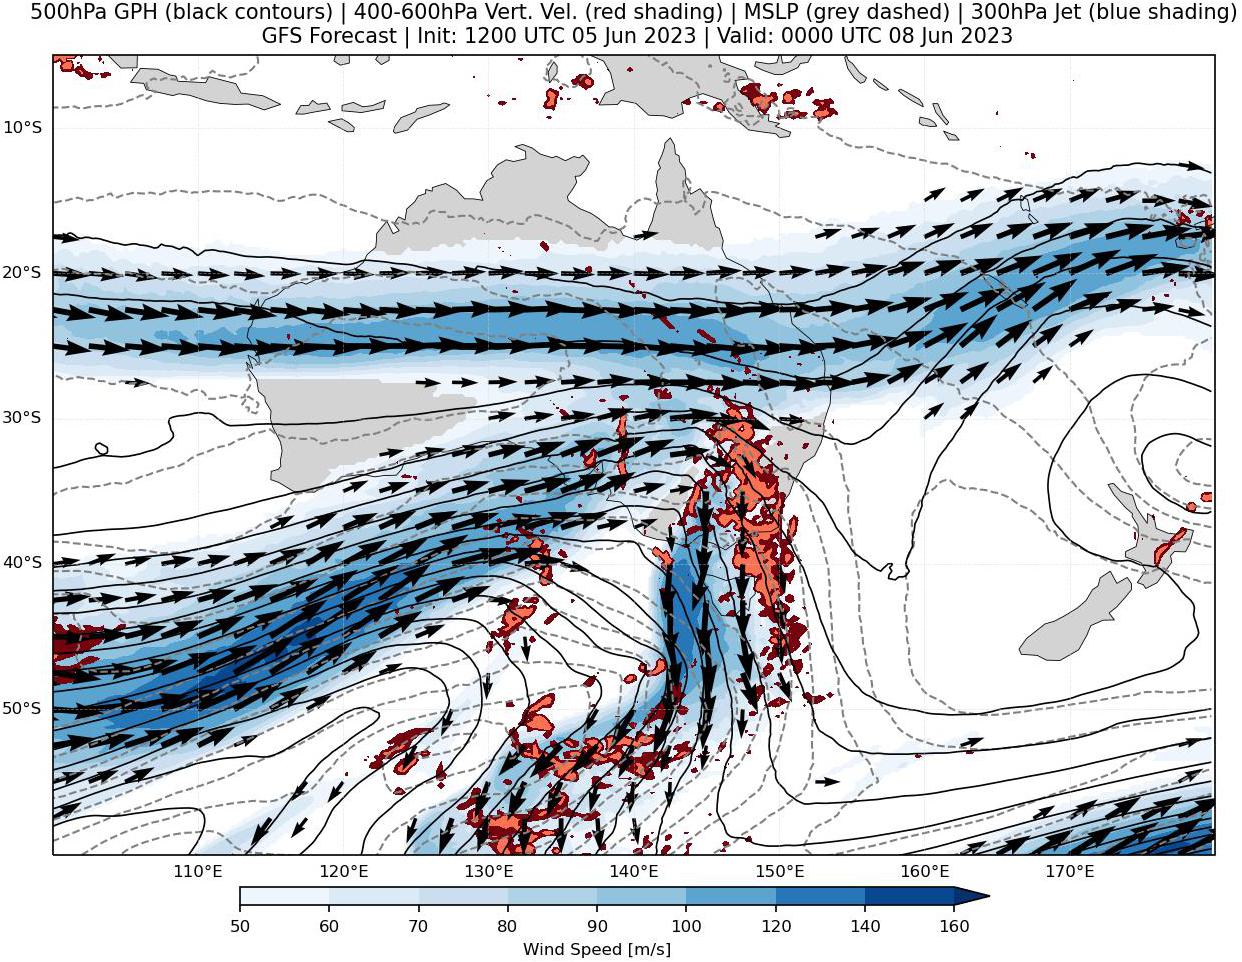 500hPa GPH (black contours) | 400-600hPa Vert. Vel. (red shading) | MSLP (grey dashed) | 300hPa Jet (blue shading)
GFS Forecast | Init: 1200 UTC 05 Jun 2023 | Valid: 0000 UTC 08 Jun 2023
10°S
20°S
30°S
40°S
50°S
110°E 120°E 130°E 140°E 150°E 160°E 170°E
50 60 70 80 90 100 120 140 160
Wind Speed [m/s]